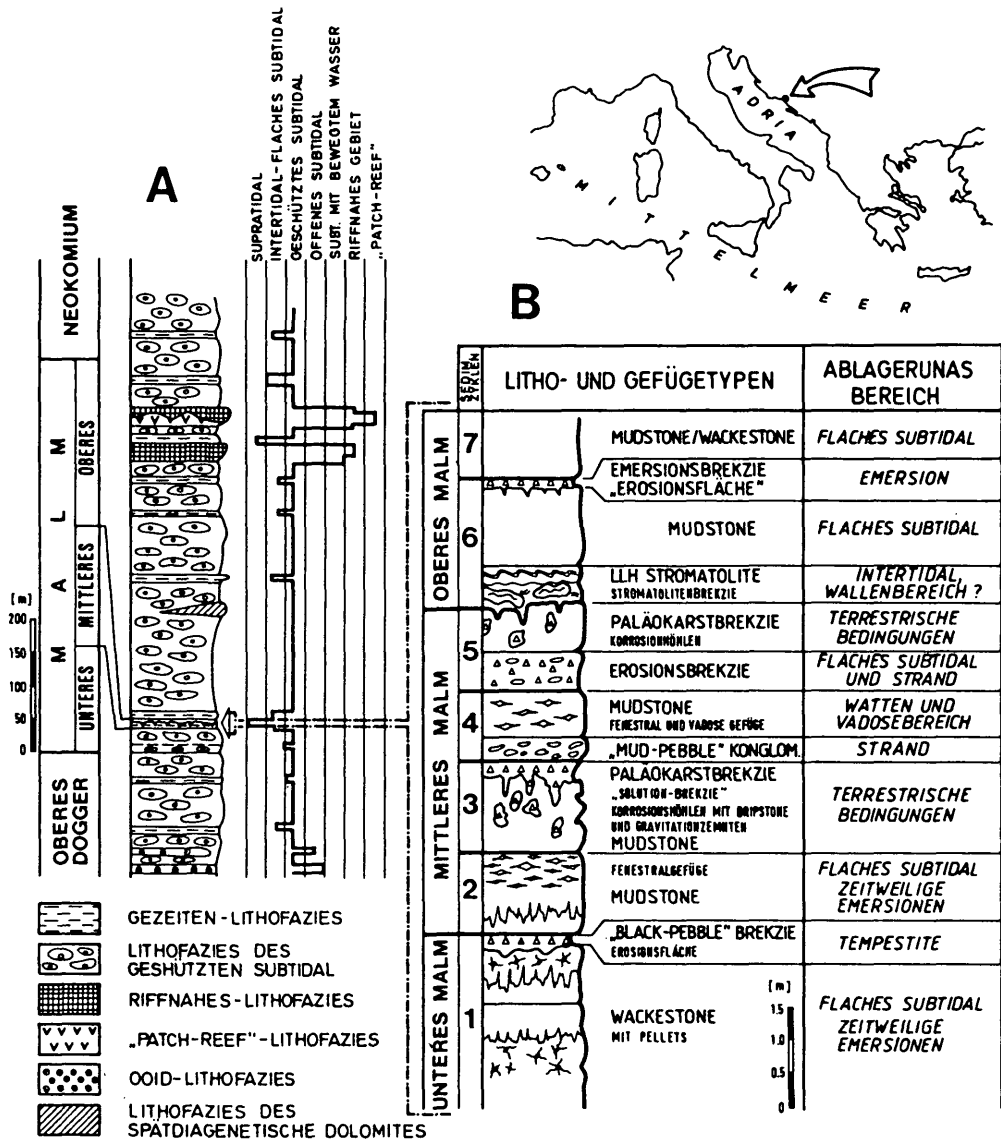 A
SUPRATIDAL
INTERTIDAL-FLACHES SUBTIDAL
OESCHÜTZTES SUBTIDAL
OFFENES SUBTIDAL
SUBT. MIT BEWEGTEM WASSER
RIFFNAHES GEBIET
„PATCH-REEF"
NEOKOMIUM
MALM
OBERES
MITTLERES
UNTERES
OBERES
DOGGER
[m]
200
150
100
50
0
GEZEITEN-LITHOFAZIES
LITHOFAZIES DES
GESHÜTZTEN SUBTIDAL
RIFFNAHES-LITHOFAZIES
„PATCH-REEF"-LITHOFAZIES
OOID-LITHOFAZIES
LITHOFAZIES DES
SPÄTDIAGENETISCHE DOLOMITES
ADRIA
MITTELMEER
B
SEDIM.
ZYKLEN
LITHO- UND GEFÜGETYPEN
ABLAGERUNAS
BEREICH
OBERES MALM
MITTLERES MALM
UNTERES MALM
7
MUDSTONE/WACKESTONE
FLACHES SUBTIDAL
EMERSIONSBREKZIE
„EROSIONSFLÄCHE"
EMERSION
6
MUDSTONE
FLACHES SUBTIDAL
LLH STROMATOLITE
STROMATOLITENBREKZIE
INTERTIDAL,
WALLENBEREICH ?
5
PALÄOKARSTBREKZIE
KORROSIONHÖHLEN
TERRESTRISCHE
BEDINGUNGEN
EROSIONSBREKZIE
FLACHES SUBTIDAL
UND STRAND
4
MUDSTONE
FENESTRAL UND VADOSE GEFÜGE
WATTEN UND
VADOSEBEREICH
„MUD-PEBBLE" KONGLOM.
STRAND
3
PALÄOKARSTBREKZIE
„SOLUTION-BREKZIE"
KORROSIONSHÖHLEN MIT DRIPSTONE
UND GRAVITATIONZEMNTEN
MUDSTONE
TERRESTRISCHE
BEDINGUNGEN
2
FENESTRALGEFÜGE
MUDSTONE
FLACHES SUBTIDAL
ZEITWEILIGE
EMERSIONEN
„BLACK-PEBBLE" BREKZIE
EROSIONSFLÄCHE
TEMPESTITE
1
WACKESTONE
MIT PELLETS
FLACHES SUBTIDAL
ZEITWEILIGE
EMERSIONEN
[m]
1.5
1.0
0.5
0